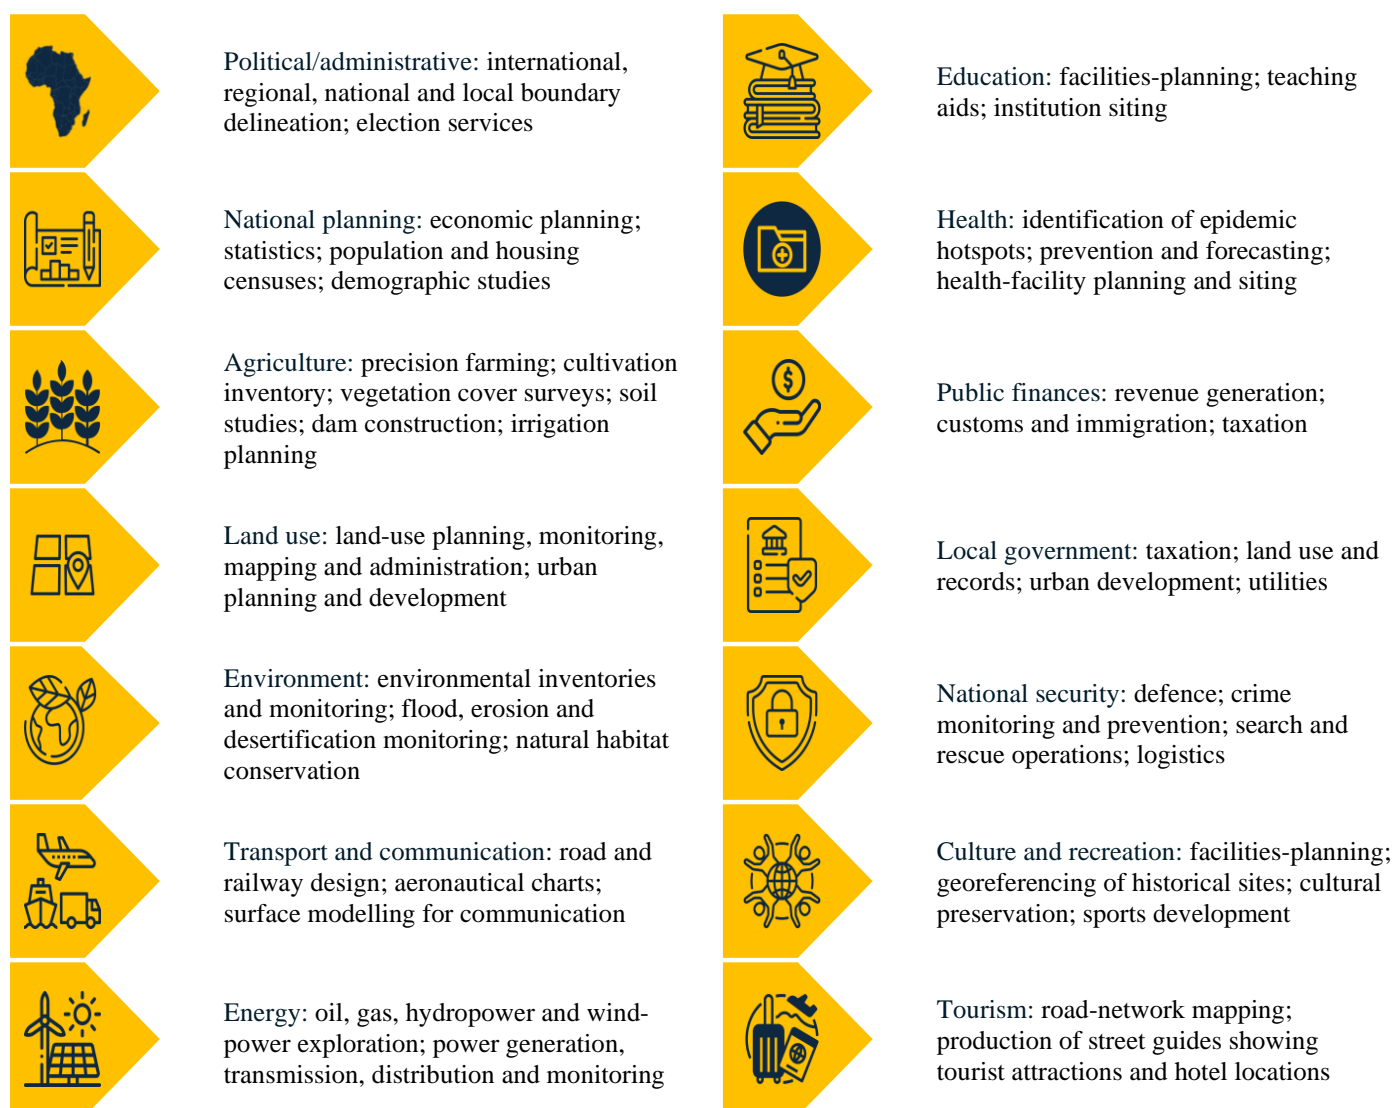 Political/administrative: international,
regional, national and local boundary
delineation; election services
National planning: economic planning;
statistics; population and housing
censuses; demographic studies
Agriculture: precision farming; cultivation
inventory; vegetation cover surveys; soil
studies; dam construction; irrigation
planning
Land use: land-use planning, monitoring,
mapping and administration; urban
planning and development
Environment: environmental inventories
and monitoring; flood, erosion and
desertification monitoring; natural habitat
conservation
Transport and communication: road and
railway design; aeronautical charts;
surface modelling for communication
Energy: oil, gas, hydropower and wind-
power exploration; power generation,
transmission, distribution and monitoring
Education: facilities-planning; teaching
aids; institution siting
Health: identification of epidemic
hotspots; prevention and forecasting;
health-facility planning and siting
Public finances: revenue generation;
customs and immigration; taxation
Local government: taxation; land use and
records; urban development; utilities
National security: defence; crime
monitoring and prevention; search and
rescue operations; logistics
Culture and recreation: facilities-planning;
georeferencing of historical sites; cultural
preservation; sports development
Tourism: road-network mapping;
production of street guides showing
tourist attractions and hotel locations